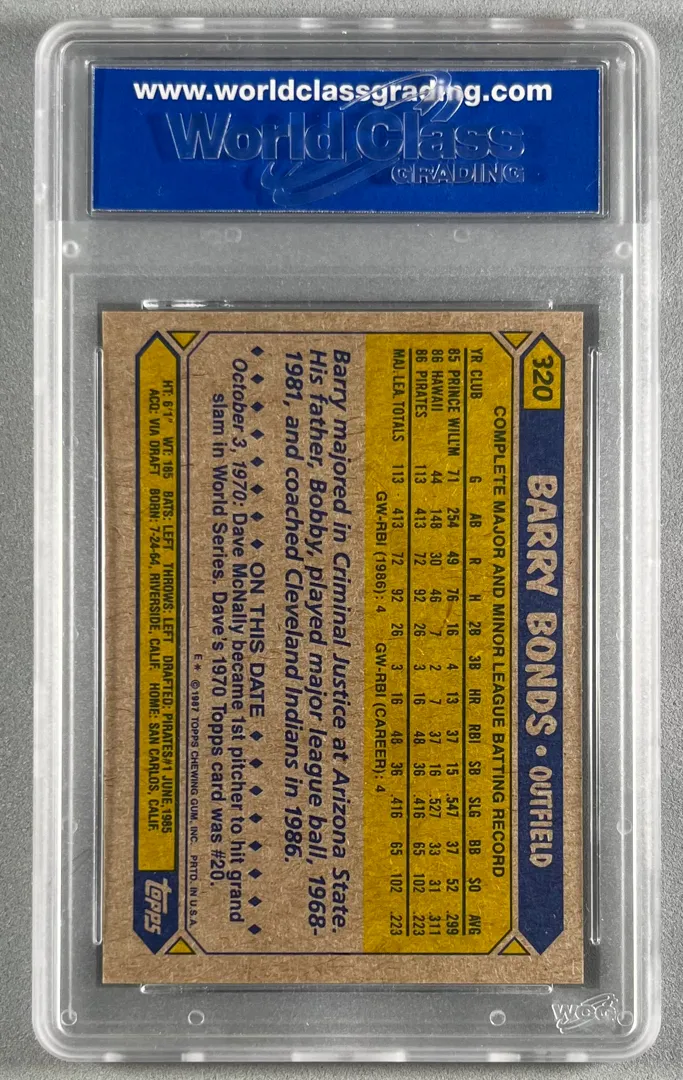 www.worldclassgrading.com
World Class
GRADING
320 BARRY BONDS • OUTFIELD
COMPLETE MAJOR AND MINOR LEAGUE BATTING RECORD
YR CLUB G AB R H 2B 3B HR RBI SB SLG BB SO AVG
85 PRINCE WILL'M 71 254 49 76 16 4 13 37 15 .547 37 52 .299
86 HAWAII 44 148 30 46 7 2 7 37 16 .527 33 31 .311
86 PIRATES 113 413 72 92 26 3 16 48 36 .416 65 102 .223
MAJ.LEA. TOTALS 113 413 72 92 26 3 16 48 36 .416 65 102 .223
GW-RBI (1986): 4 GW-RBI (CAREER): 4
Barry majored in Criminal Justice at Arizona State.
His father, Bobby, played major league ball, 1968-
1981, and coached Cleveland Indians in 1986.
◆ ◆ ◆ ◆ ◆ ◆ ◆ ON THIS DATE ◆ ◆ ◆ ◆ ◆ ◆ ◆
October 3, 1970: Dave McNally became 1st pitcher to hit grand
slam in World Series. Dave's 1970 Topps card was #20.
E* © 1987 TOPPS CHEWING GUM, INC. PRTD. IN U.S.A.
HT: 6'1" WT: 185 BATS: LEFT THROWS: LEFT DRAFTED: PIRATES#1 JUNE, 1985
ACQ: VIA DRAFT BORN: 7-24-64, RIVERSIDE, CALIF. HOME: SAN CARLOS, CALIF.
topps
WCG